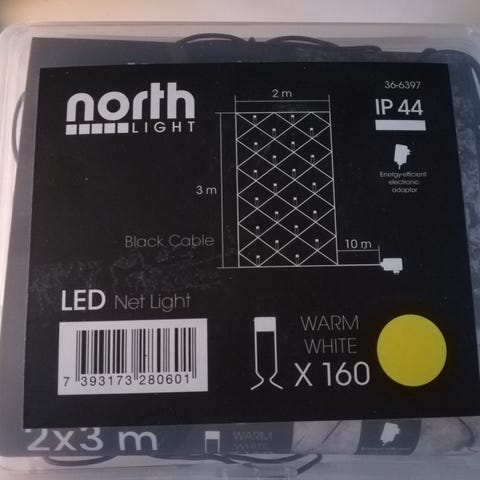 north
LIGHT
2 m
36-6397
IP 44
Energy-efficient
electronic
adaptor
3 m
Black Cable
10 m
LED Net Light
WARM
WHITE
X 160
7 393173 280601
2x3 m
WARM
WHITE